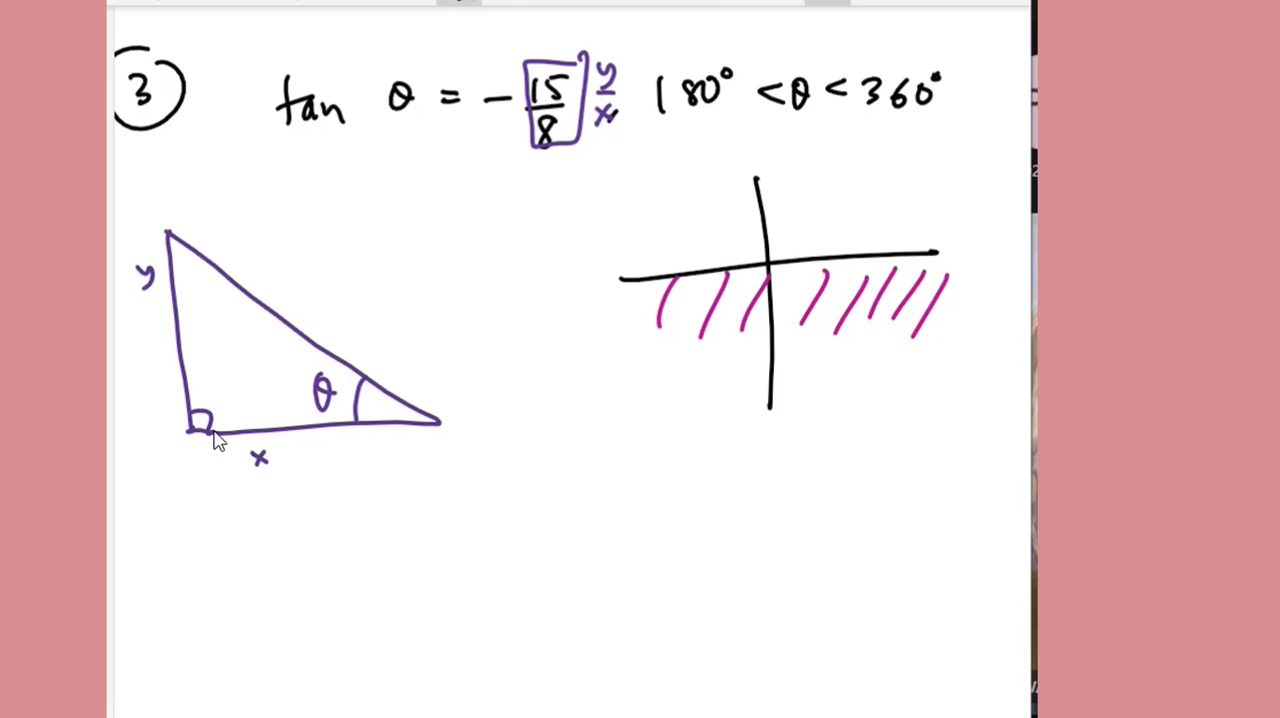 3 tan θ = - 15/8 y/x 180° < θ < 360°
y
θ
x